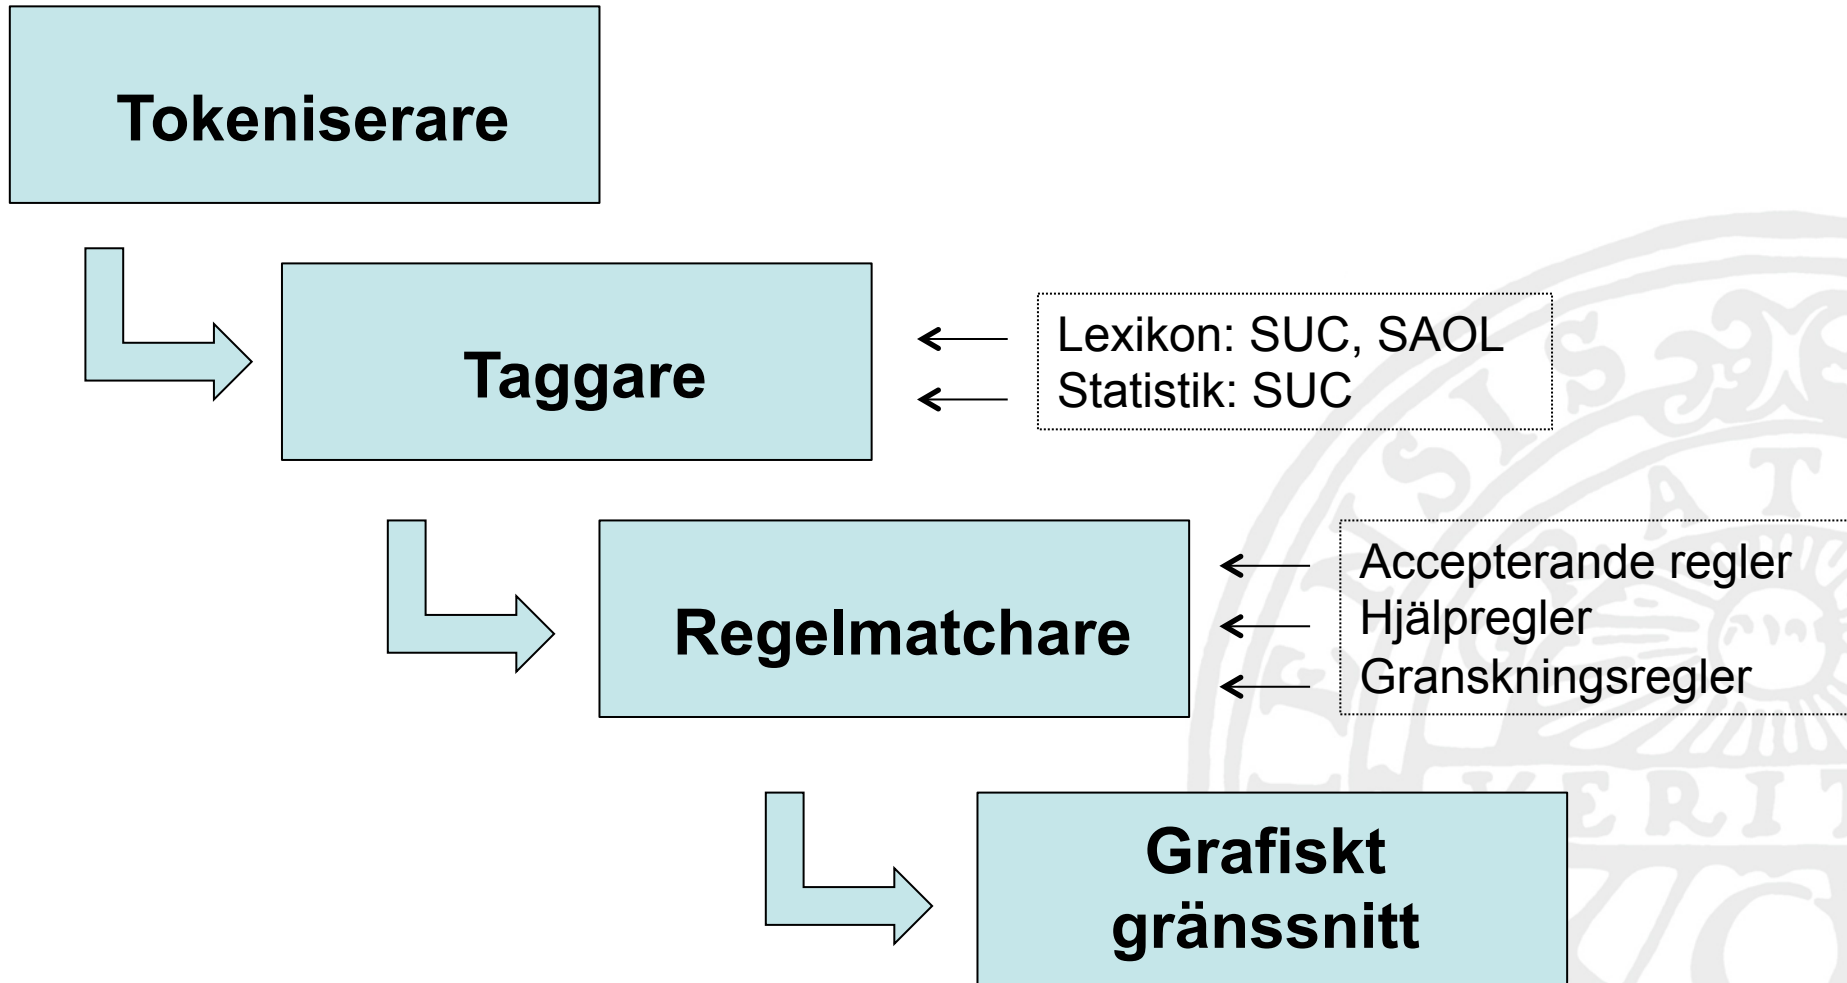 Tokeniserare
Taggare
Lexikon: SUC, SAOL
Statistik: SUC
Regelmatchare
Accepterande regler
Hjälpregler
Granskningsregler
Grafiskt
gränssnitt